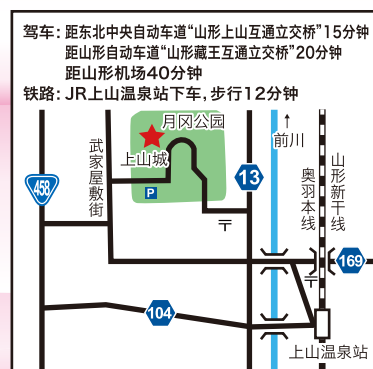 驾车：距东北中央自动车道“山形上山互通立交桥”15分钟
距山形自动车道“山形藏王互通立交桥”20分钟
距山形机场40分钟
铁路：JR上山温泉站下车，步行12分钟
月冈公园
前川
上山城
武家屋敷街
山形新干线
奥羽本线
458
P
13
〒
169
〒
104
上山温泉站